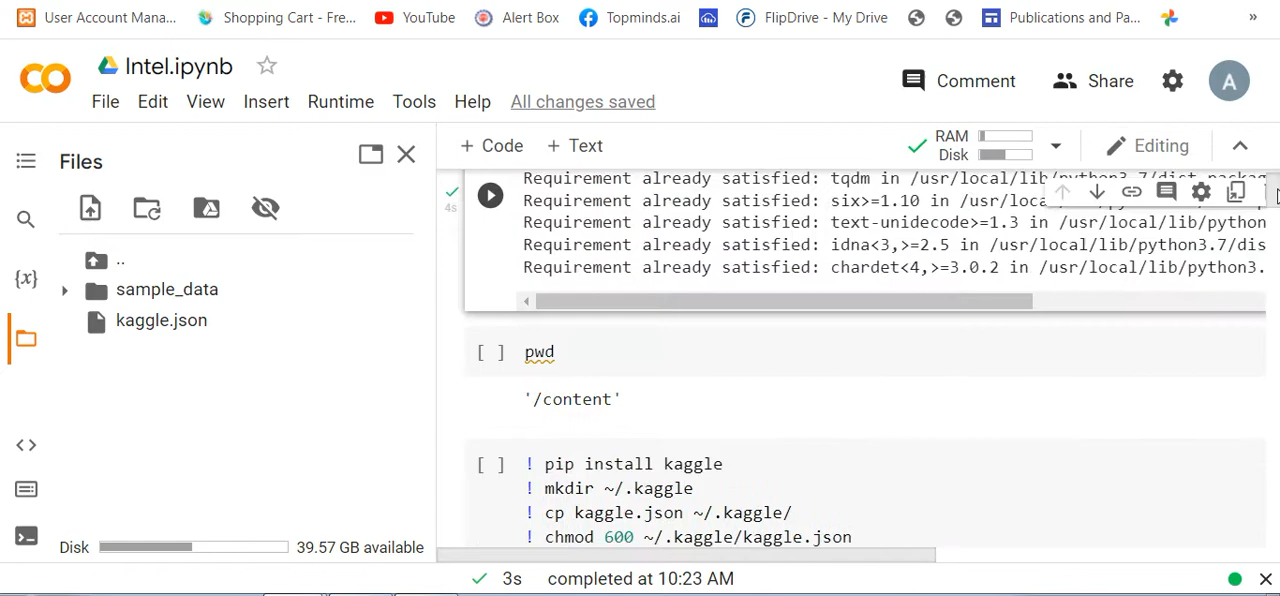 User Account Mana... Shopping Cart - Fre... YouTube Alert Box Topminds.ai FlipDrive - My Drive Publications and Pa... »
Intel.ipynb
Comment Share A
File Edit View Insert Runtime Tools Help All changes saved
Files
+ Code + Text RAM Disk Editing
Requirement already satisfied: tqdm in /usr/local/lib/python3.7/dist-packag
4s Requirement already satisfied: six>=1.10 in /usr/loca
Requirement already satisfied: text-unidecode>=1.3 in /usr/local/lib/python
Requirement already satisfied: idna<3,>=2.5 in /usr/local/lib/python3.7/dis
Requirement already satisfied: chardet<4,>=3.0.2 in /usr/local/lib/python3.
..
sample_data
kaggle.json
{x}
[ ] pwd
'/content'
[ ] ! pip install kaggle
! mkdir ~/.kaggle
! cp kaggle.json ~/.kaggle/
! chmod 600 ~/.kaggle/kaggle.json
Disk 39.57 GB available
3s completed at 10:23 AM